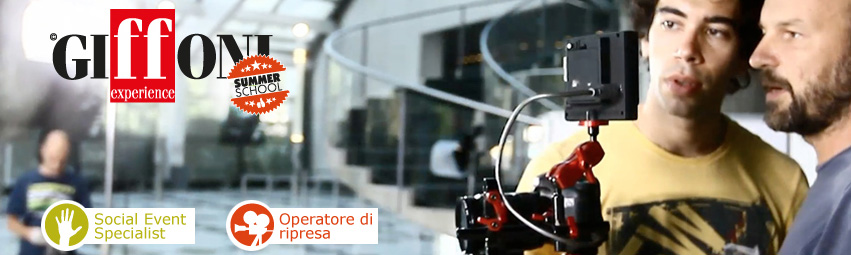 © GIffONI
experience
SUMMER
SCHOOL
Social Event
Specialist
Operatore di
ripresa